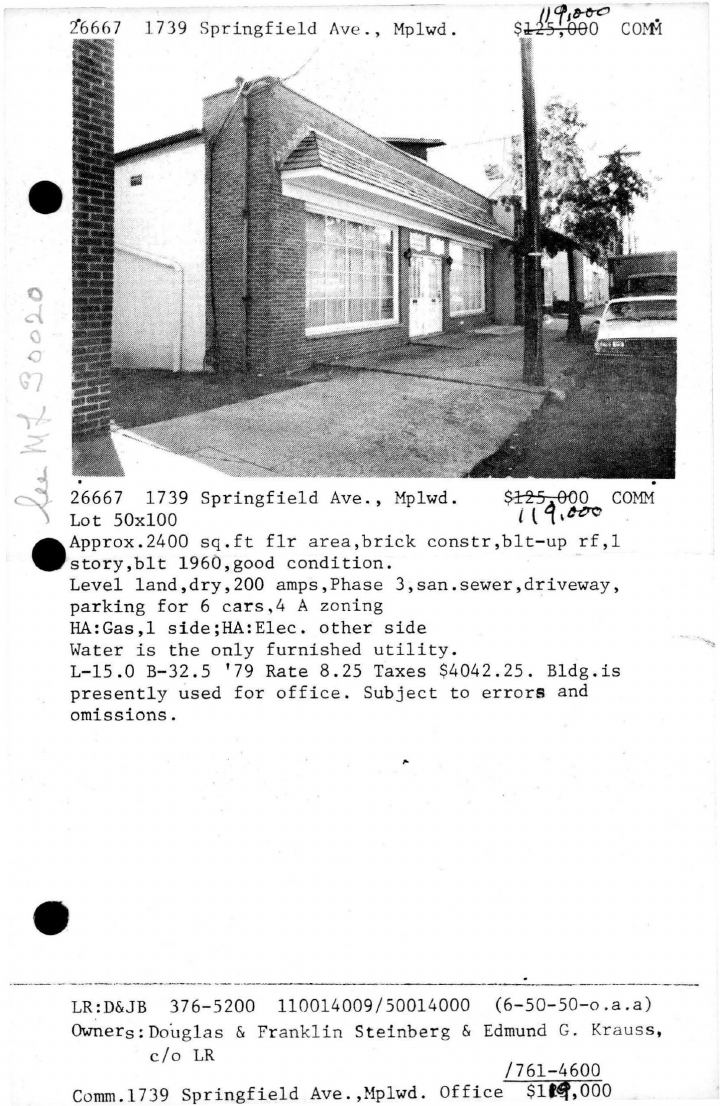 119,000
26667 1739 Springfield Ave., Mplwd. $125,000 COMM
see ML 30020
26667 1739 Springfield Ave., Mplwd. $125,000 COMM
119,000
Lot 50x100
Approx.2400 sq.ft flr area,brick constr,blt-up rf,1
story,blt 1960,good condition.
Level land,dry,200 amps,Phase 3,san.sewer,driveway,
parking for 6 cars,4 A zoning
HA:Gas,1 side;HA:Elec. other side
Water is the only furnished utility.
L-15.0 B-32.5 '79 Rate 8.25 Taxes $4042.25. Bldg.is
presently used for office. Subject to errors and
omissions.
LR:D&JB 376-5200 110014009/50014000 (6-50-50-o.a.a)
Owners:Douglas & Franklin Steinberg & Edmund G. Krauss,
c/o LR
/761-4600
Comm.1739 Springfield Ave.,Mplwd. Office $119,000